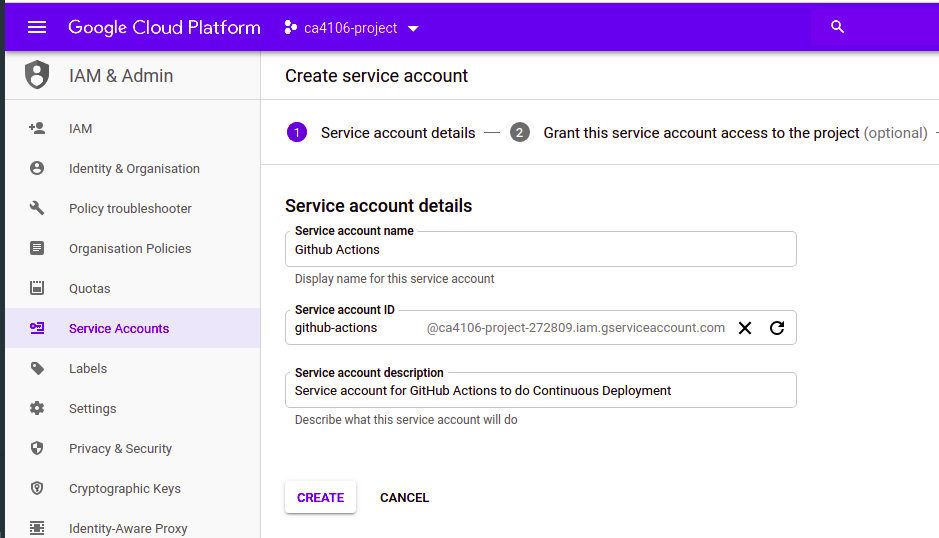 Google Cloud Platform ca4106-project
IAM & Admin
Create service account
1 Service account details — 2 Grant this service account access to the project (optional) –
IAM
Identity & Organisation
Policy troubleshooter
Organisation Policies
Quotas
Service Accounts
Labels
Settings
Privacy & Security
Cryptographic Keys
Identity-Aware Proxy
Service account details
Service account name
Github Actions
Display name for this service account
Service account ID
github-actions @ca4106-project-272809.iam.gserviceaccount.com
Service account description
Service account for GitHub Actions to do Continuous Deployment
Describe what this service account will do
CREATE CANCEL